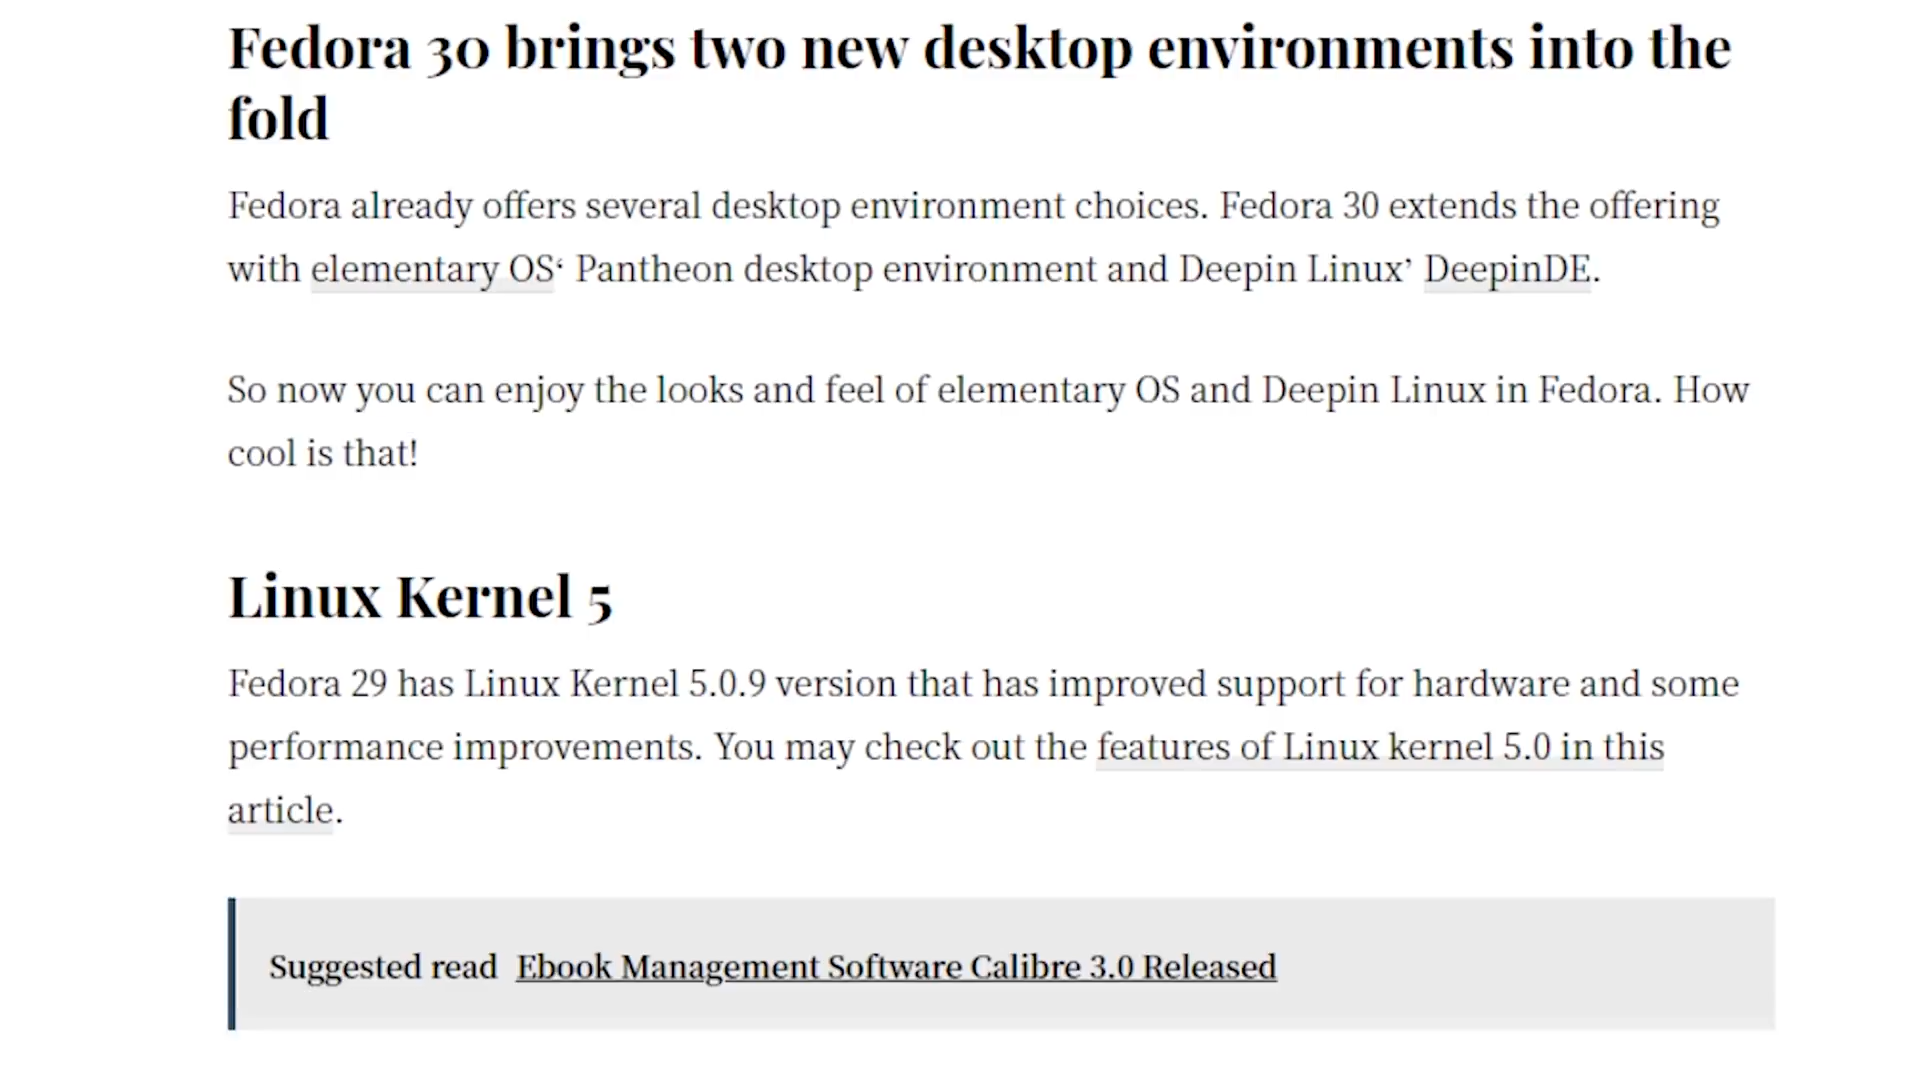 Fedora 30 brings two new desktop environments into the
fold
Fedora already offers several desktop environment choices. Fedora 30 extends the offering
with elementary OS‘ Pantheon desktop environment and Deepin Linux’ DeepinDE.
So now you can enjoy the looks and feel of elementary OS and Deepin Linux in Fedora. How
cool is that!
Linux Kernel 5
Fedora 29 has Linux Kernel 5.0.9 version that has improved support for hardware and some
performance improvements. You may check out the features of Linux kernel 5.0 in this
article.
Suggested read Ebook Management Software Calibre 3.0 Released